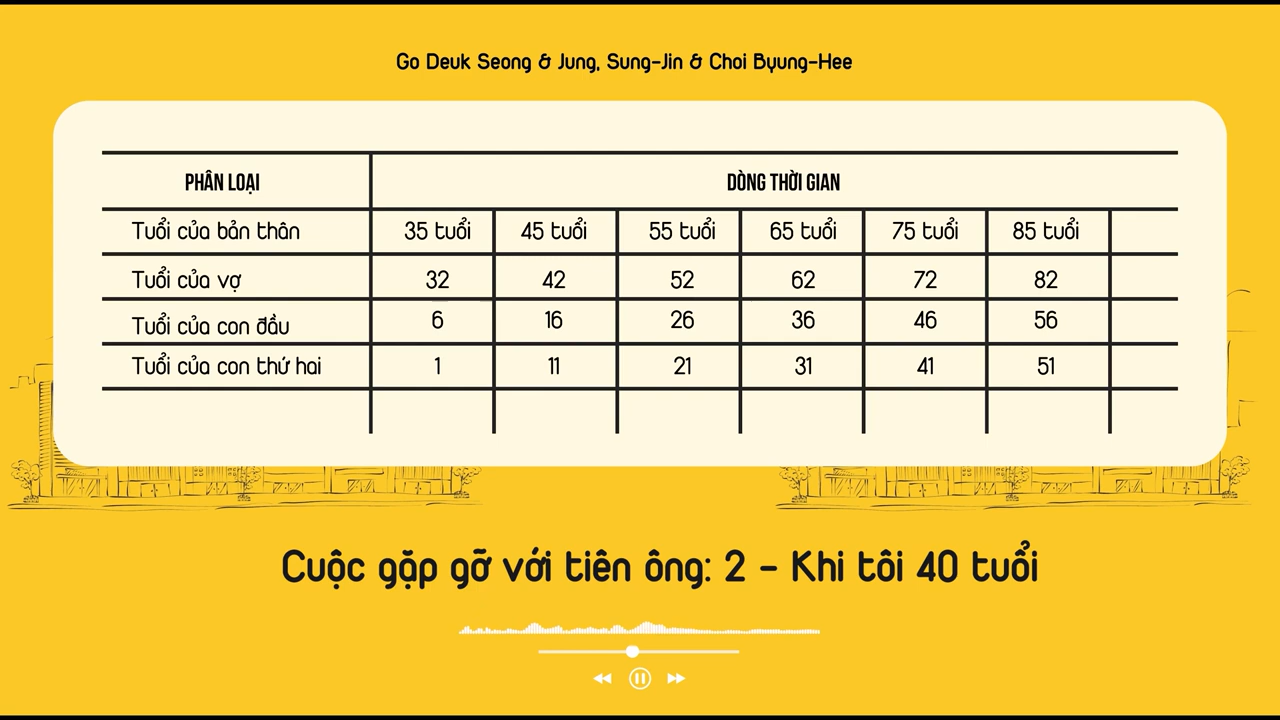 Go Deuk Seong & Jung, Sung-Jin & Choi Byung-Hee
PHÂN LOẠI DÒNG THỜI GIAN
Tuổi của bản thân 35 tuổi 45 tuổi 55 tuổi 65 tuổi 75 tuổi 85 tuổi
Tuổi của vợ 32 42 52 62 72 82
Tuổi của con đầu 6 16 26 36 46 56
Tuổi của con thứ hai 1 11 21 31 41 51
Cuộc gặp gỡ với tiên ông: 2 - Khi tôi 40 tuổi